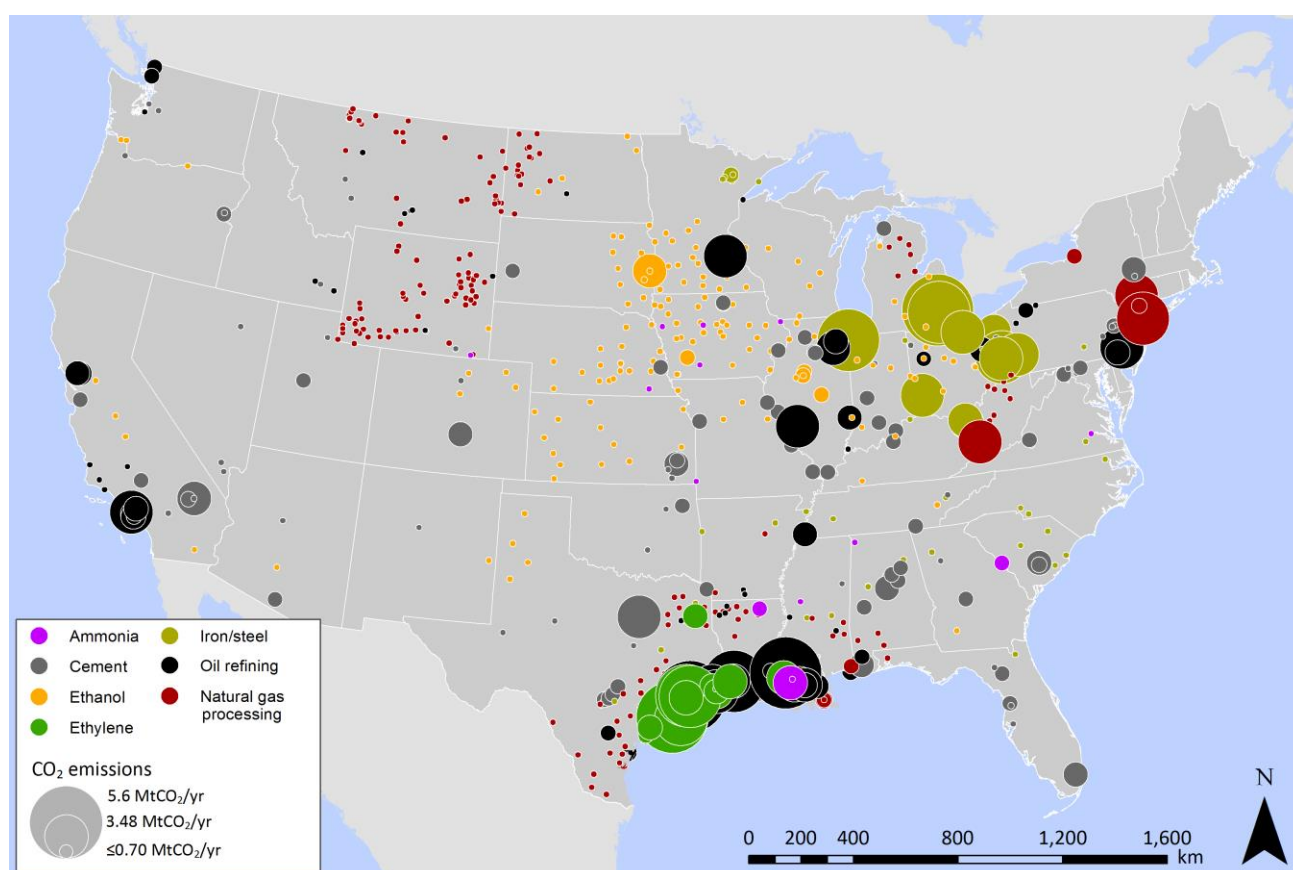 Ammonia
Cement
Ethanol
Ethylene
Iron/steel
Oil refining
Natural gas
processing
CO₂ emissions
5.6 MtCO₂/yr
3.48 MtCO₂/yr
≤0.70 MtCO₂/yr
N
0 200 400 800 1,200 1,600
km